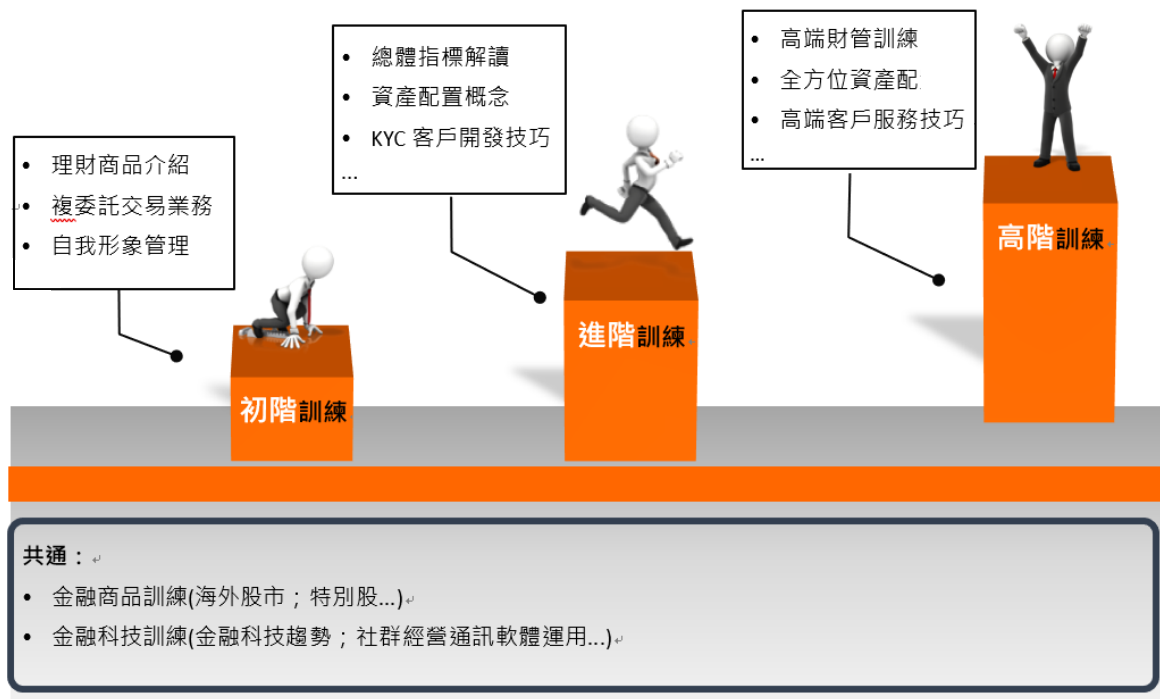 • 理財商品介紹
• 複委託交易業務
• 自我形象管理
初階訓練
• 總體指標解讀
• 資產配置概念
• KYC 客戶開發技巧
...
進階訓練
• 高端財管訓練
• 全方位資產配
• 高端客戶服務技巧
...
高階訓練
共通：
• 金融商品訓練(海外股市；特別股...)
• 金融科技訓練(金融科技趨勢；社群經營通訊軟體運用...)